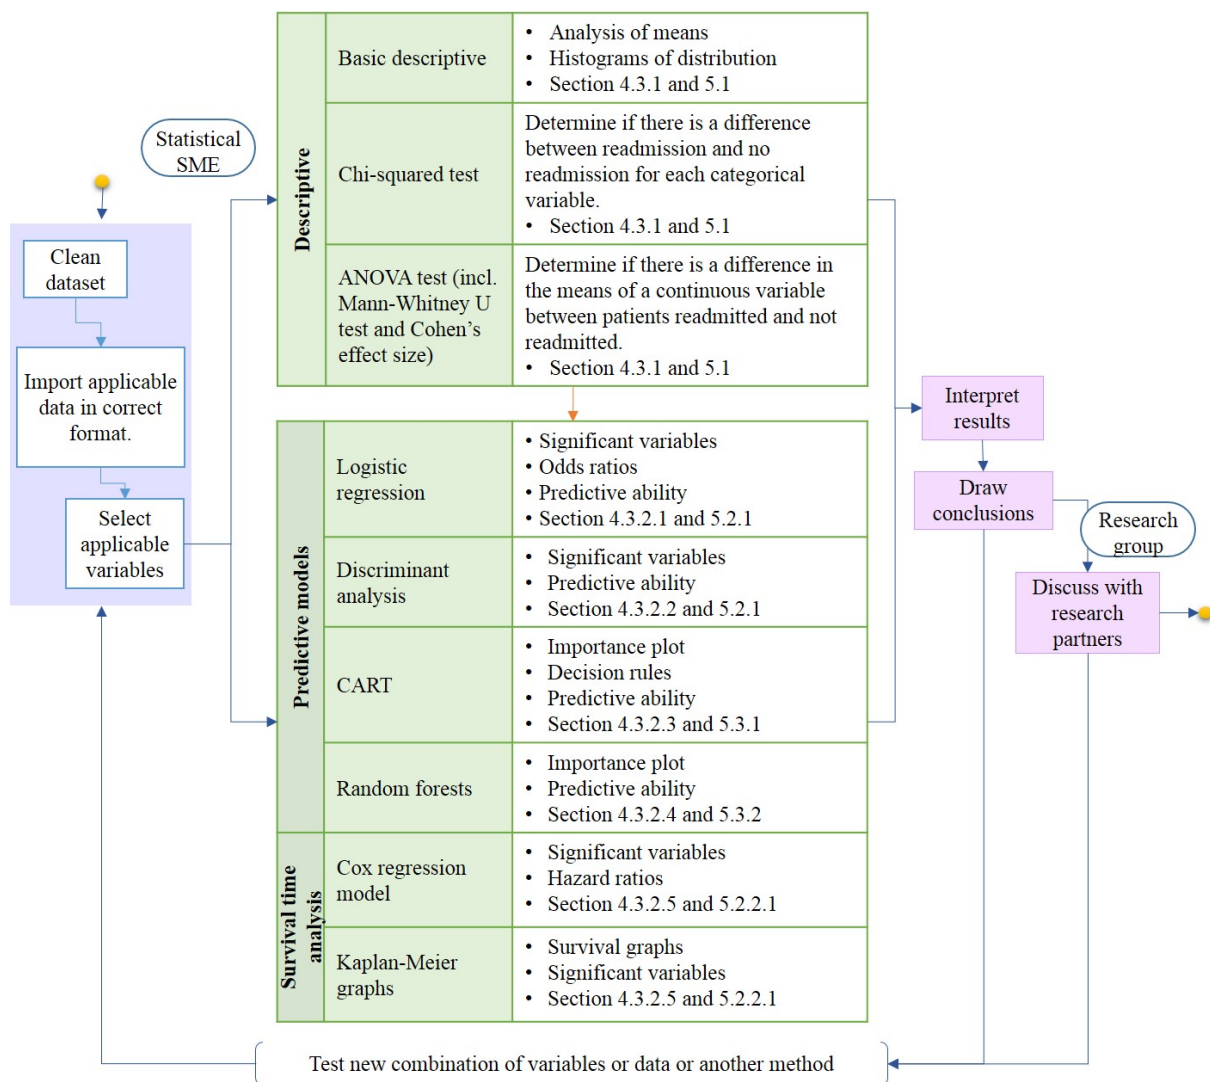 Statistical
SME
Clean
dataset
Import applicable
data in correct
format.
Select
applicable
variables
Descriptive
Basic descriptive
• Analysis of means
• Histograms of distribution
• Section 4.3.1 and 5.1
Chi-squared test
Determine if there is a difference
between readmission and no
readmission for each categorical
variable.
• Section 4.3.1 and 5.1
ANOVA test (incl.
Mann-Whitney U
test and Cohen’s
effect size)
Determine if there is a difference in
the means of a continuous variable
between patients readmitted and not
readmitted.
• Section 4.3.1 and 5.1
Predictive models
Logistic
regression
• Significant variables
• Odds ratios
• Predictive ability
• Section 4.3.2.1 and 5.2.1
Discriminant
analysis
• Significant variables
• Predictive ability
• Section 4.3.2.2 and 5.2.1
CART
• Importance plot
• Decision rules
• Predictive ability
• Section 4.3.2.3 and 5.3.1
Random forests
• Importance plot
• Predictive ability
• Section 4.3.2.4 and 5.3.2
Survival time
analysis
Cox regression
model
• Significant variables
• Hazard ratios
• Section 4.3.2.5 and 5.2.2.1
Kaplan-Meier
graphs
• Survival graphs
• Significant variables
• Section 4.3.2.5 and 5.2.2.1
Interpret
results
Draw
conclusions
Research
group
Discuss with
research
partners
Test new combination of variables or data or another method